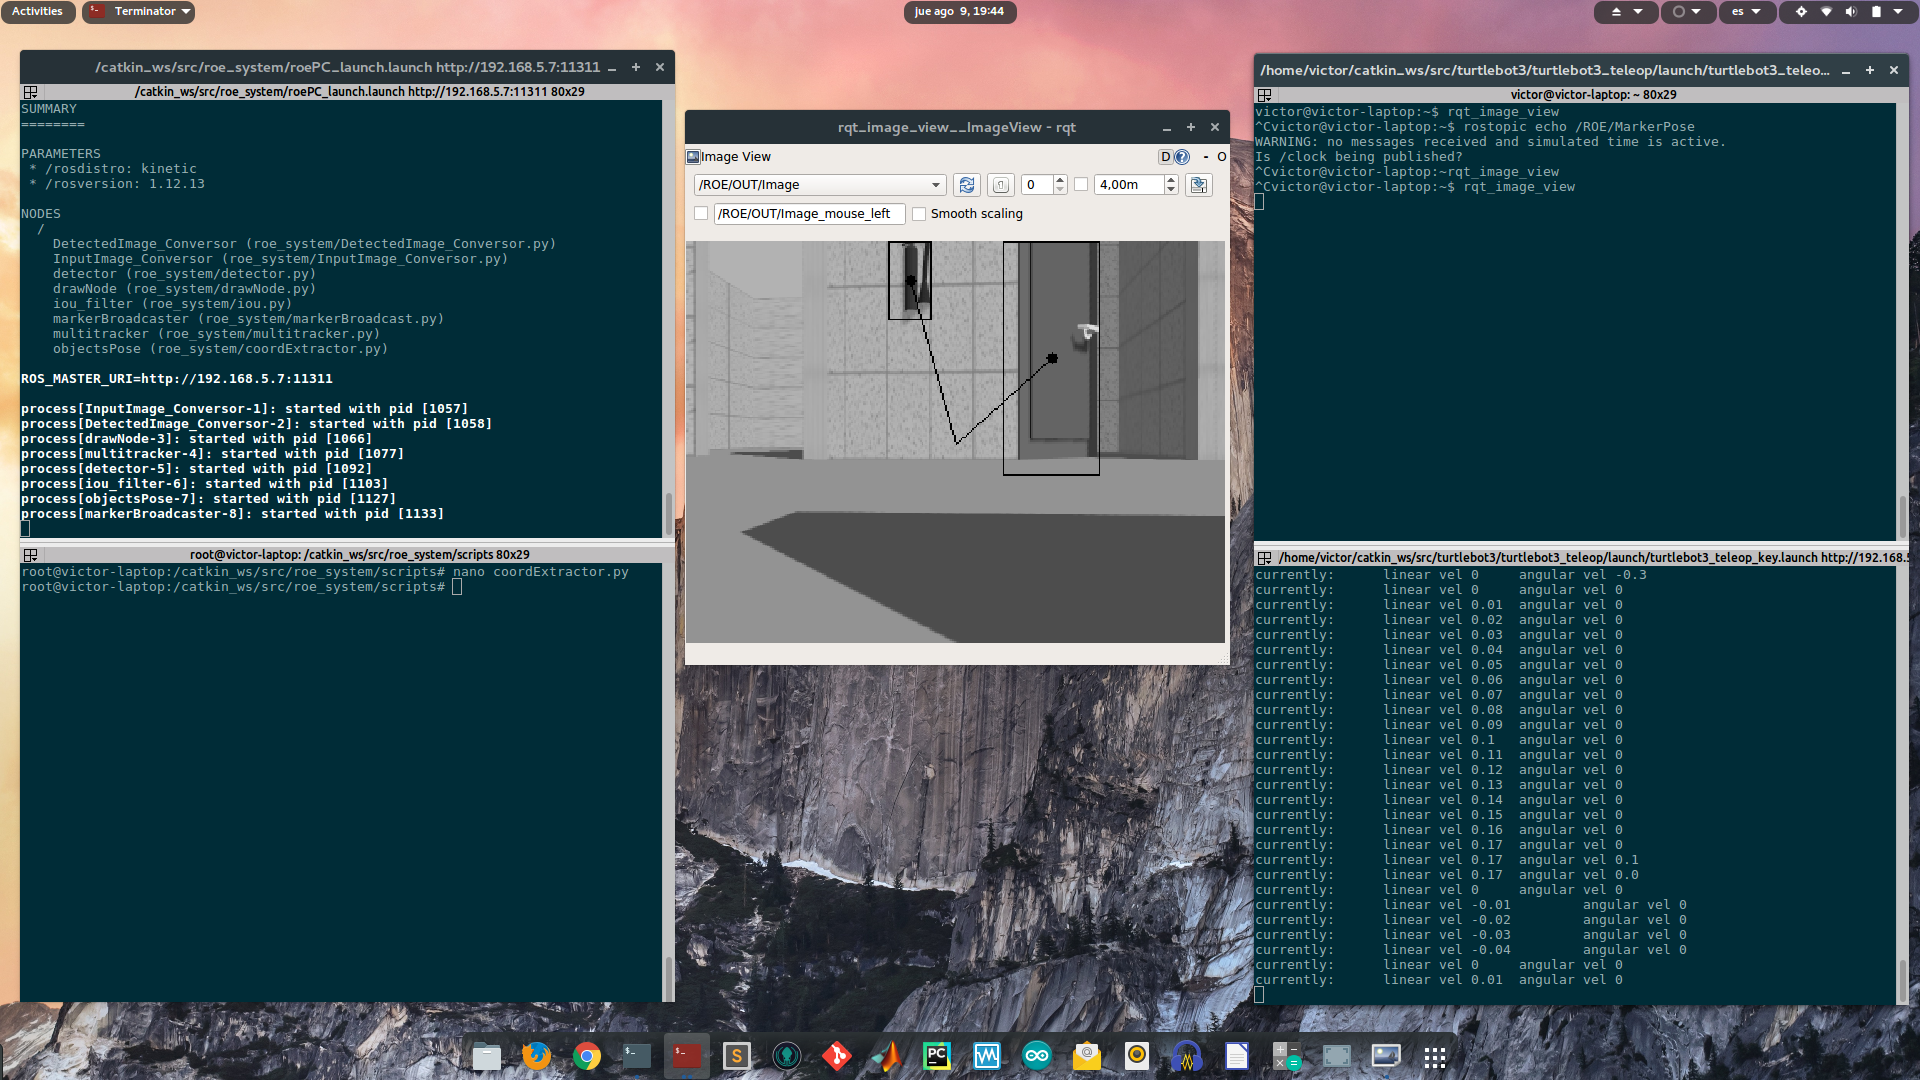 Activities
Terminator
jue ago 9, 19:44
es
/catkin_ws/src/roe_system/roePC_launch.launch http://192.168.5.7:11311
/catkin_ws/src/roe_system/roePC_launch.launch http://192.168.5.7:11311 80x29
SUMMARY
========
PARAMETERS
* /rosdistro: kinetic
* /rosversion: 1.12.13
NODES
/
DetectedImage_Conversor (roe_system/DetectedImage_Conversor.py)
InputImage_Conversor (roe_system/InputImage_Conversor.py)
detector (roe_system/detector.py)
drawNode (roe_system/drawNode.py)
iou_filter (roe_system/iou.py)
markerBroadcaster (roe_system/markerBroadcast.py)
multitracker (roe_system/multitracker.py)
objectsPose (roe_system/coordExtractor.py)
ROS_MASTER_URI=http://192.168.5.7:11311
process[InputImage_Conversor-1]: started with pid [1057]
process[DetectedImage_Conversor-2]: started with pid [1058]
process[drawNode-3]: started with pid [1066]
process[multitracker-4]: started with pid [1077]
process[detector-5]: started with pid [1092]
process[iou_filter-6]: started with pid [1103]
process[objectsPose-7]: started with pid [1127]
process[markerBroadcaster-8]: started with pid [1133]
root@victor-laptop: /catkin_ws/src/roe_system/scripts 80x29
root@victor-laptop:/catkin_ws/src/roe_system/scripts# nano coordExtractor.py
root@victor-laptop:/catkin_ws/src/roe_system/scripts#
rqt_image_view__ImageView - rqt
Image View
D
- O
/ROE/OUT/Image
0
4,00m
/ROE/OUT/Image_mouse_left
Smooth scaling
/home/victor/catkin_ws/src/turtlebot3/turtlebot3_teleop/launch/turtlebot3_teleo...
victor@victor-laptop: ~ 80x29
victor@victor-laptop:~$ rqt_image_view
^Cvictor@victor-laptop:~$ rostopic echo /ROE/MarkerPose
WARNING: no messages received and simulated time is active.
Is /clock being published?
^Cvictor@victor-laptop:~rqt_image_view
^Cvictor@victor-laptop:~$ rqt_image_view
/home/victor/catkin_ws/src/turtlebot3/turtlebot3_teleop/launch/turtlebot3_teleop_key.launch http://192.168.5
currently: linear vel 0 angular vel -0.3
currently: linear vel 0 angular vel 0
currently: linear vel 0.01 angular vel 0
currently: linear vel 0.02 angular vel 0
currently: linear vel 0.03 angular vel 0
currently: linear vel 0.04 angular vel 0
currently: linear vel 0.05 angular vel 0
currently: linear vel 0.06 angular vel 0
currently: linear vel 0.07 angular vel 0
currently: linear vel 0.08 angular vel 0
currently: linear vel 0.09 angular vel 0
currently: linear vel 0.1 angular vel 0
currently: linear vel 0.11 angular vel 0
currently: linear vel 0.12 angular vel 0
currently: linear vel 0.13 angular vel 0
currently: linear vel 0.14 angular vel 0
currently: linear vel 0.15 angular vel 0
currently: linear vel 0.16 angular vel 0
currently: linear vel 0.17 angular vel 0
currently: linear vel 0.17 angular vel 0.1
currently: linear vel 0.17 angular vel 0.0
currently: linear vel 0 angular vel 0
currently: linear vel -0.01 angular vel 0
currently: linear vel -0.02 angular vel 0
currently: linear vel -0.03 angular vel 0
currently: linear vel -0.04 angular vel 0
currently: linear vel 0 angular vel 0
currently: linear vel 0.01 angular vel 0
S
PC